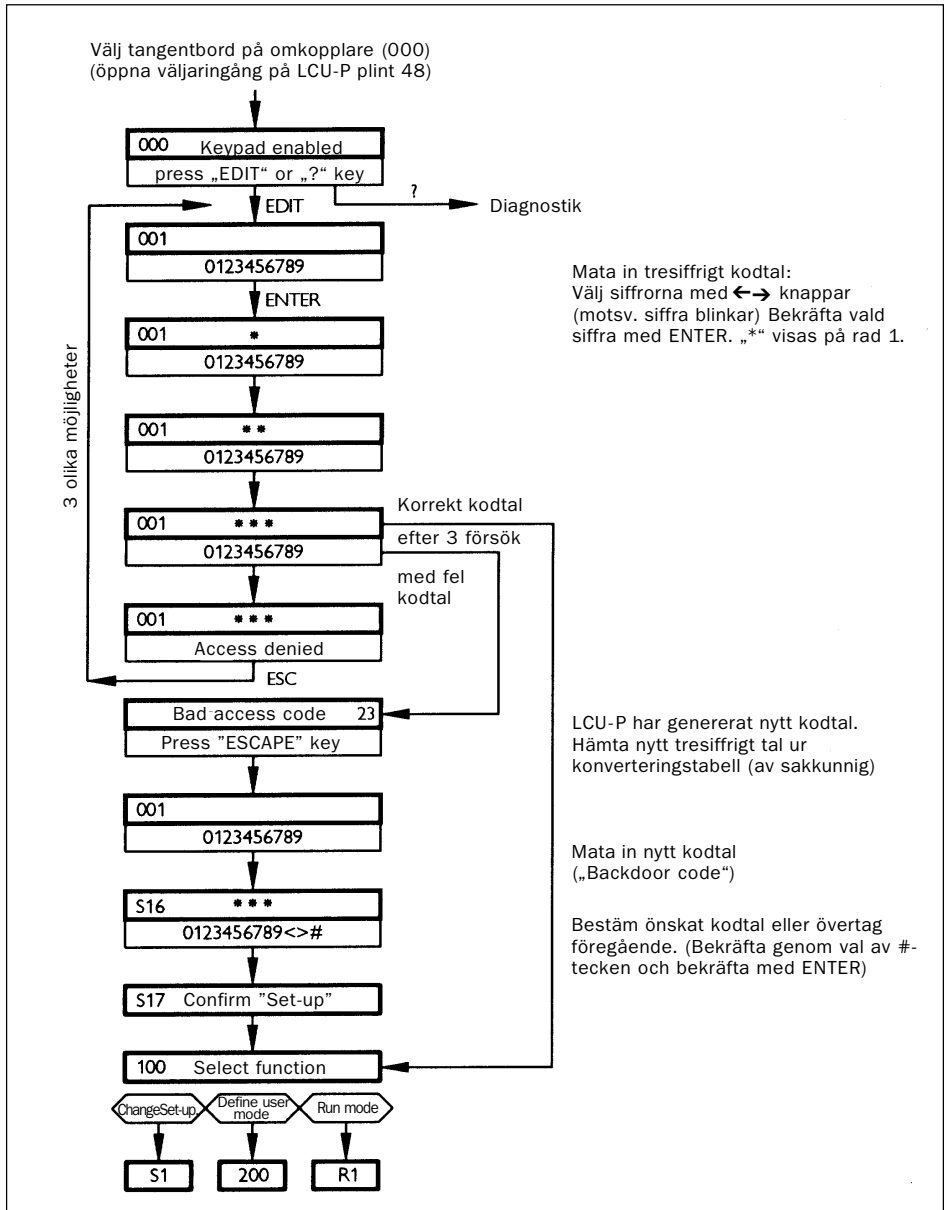 Välj tangentbord på omkopplare (000)
(öppna väljaringång på LCU-P plint 48)
000 Keypad enabled
press „EDIT“ or „?“ key
?
EDIT
Diagnostik
001
0123456789
Mata in tresiffrigt kodtal:
Välj siffrorna med ←→ knappar
(motsv. siffra blinkar) Bekräfta vald
siffra med ENTER. „*“ visas på rad 1.
ENTER
001 *
0123456789
3 olika möjligheter
001 **
0123456789
Korrekt kodtal
001 ***
efter 3 försök
0123456789
med fel
kodtal
001 ***
Access denied
ESC
Bad access code 23
Press "ESCAPE" key
LCU-P har genererat nytt kodtal.
Hämta nytt tresiffrigt tal ur
konverteringstabell (av sakkunnig)
001
0123456789
Mata in nytt kodtal
(„Backdoor code“)
S16 ***
0123456789<>#
Bestäm önskat kodtal eller övertag
föregående. (Bekräfta genom val av #-
tecken och bekräfta med ENTER)
S17 Confirm "Set-up"
100 Select function
ChangeSet-up.
Define user
mode
Run mode
S1
200
R1